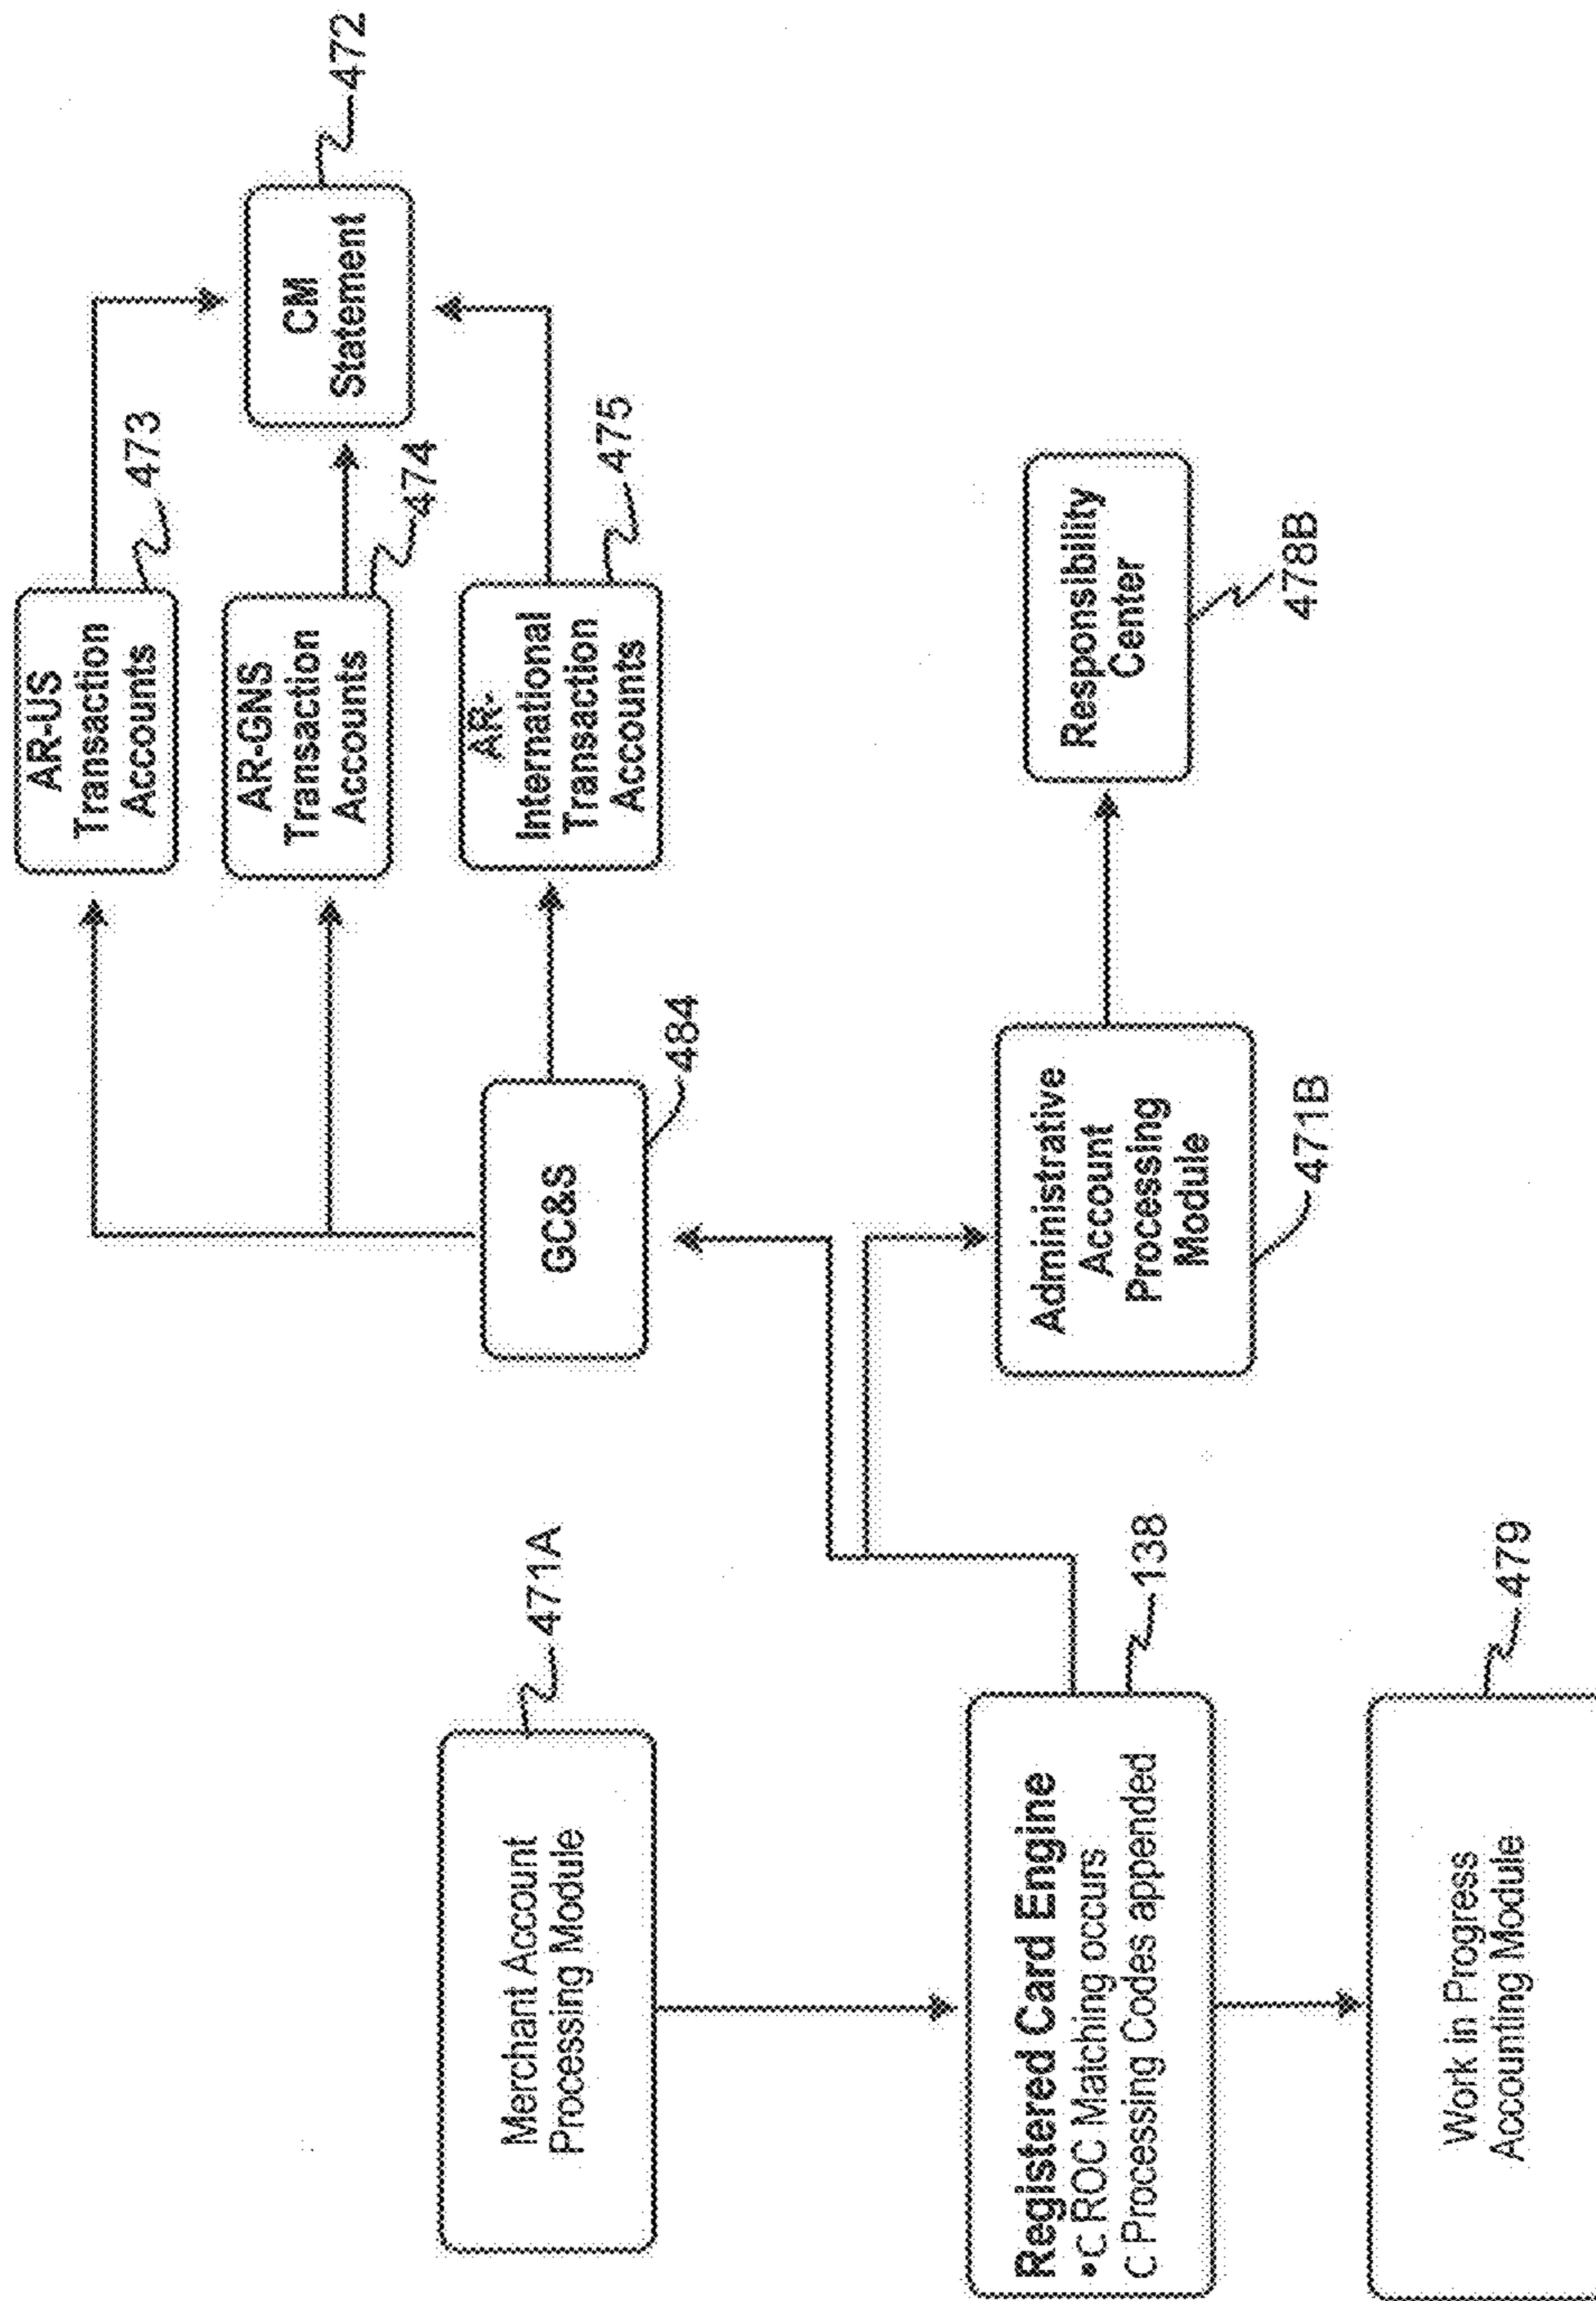 Merchant Account
Processing Module
471A
Registered Card Engine
•C ROC Matching occurs
C Processing Codes appended
138
Work in Progress
Accounting Module
479
GC&S
484
Administrative
Account
Processing
Module
471B
AR-US
Transaction
Accounts
473
AR-GNS
Transaction
Accounts
474
AR-
International
Transaction
Accounts
475
CM
Statement
472
Responsibility
Center
478B